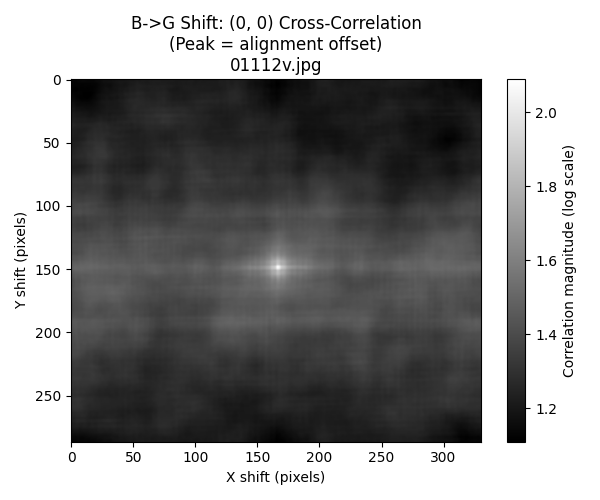 B->G Shift: (0, 0) Cross-Correlation
(Peak = alignment offset)
01112v.jpg
0
50
100
150
200
250
Y shift (pixels)
0 50 100 150 200 250 300
X shift (pixels)
2.0
1.8
1.6
1.4
1.2
Correlation magnitude (log scale)